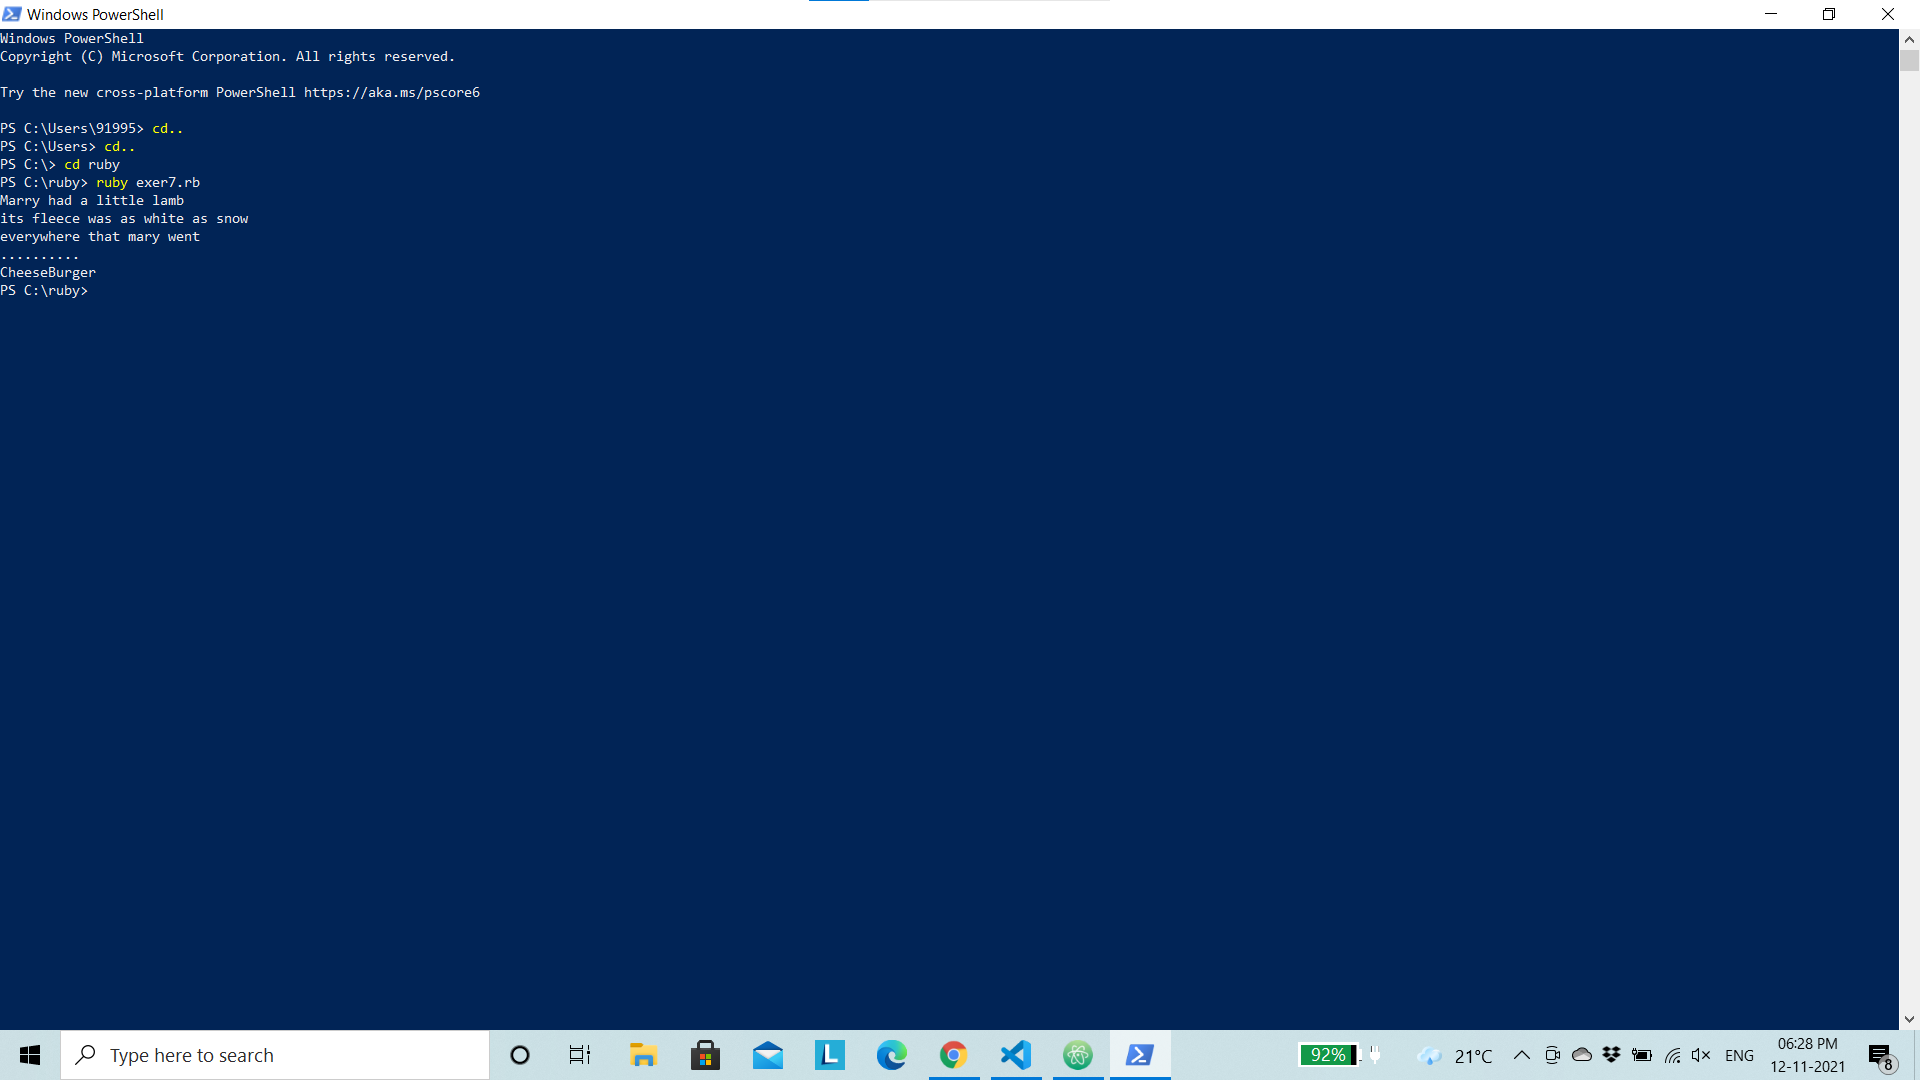 Windows PowerShell
Windows PowerShell
Copyright (C) Microsoft Corporation. All rights reserved.
Try the new cross-platform PowerShell https://aka.ms/pscore6
PS C:\Users\91995> cd..
PS C:\Users> cd..
PS C:\> cd ruby
PS C:\ruby> ruby exer7.rb
Marry had a little lamb
its fleece was as white as snow
everywhere that mary went
..........
CheeseBurger
PS C:\ruby>
Type here to search
L
92%
21°C
ENG
06:28 PM
12-11-2021
8